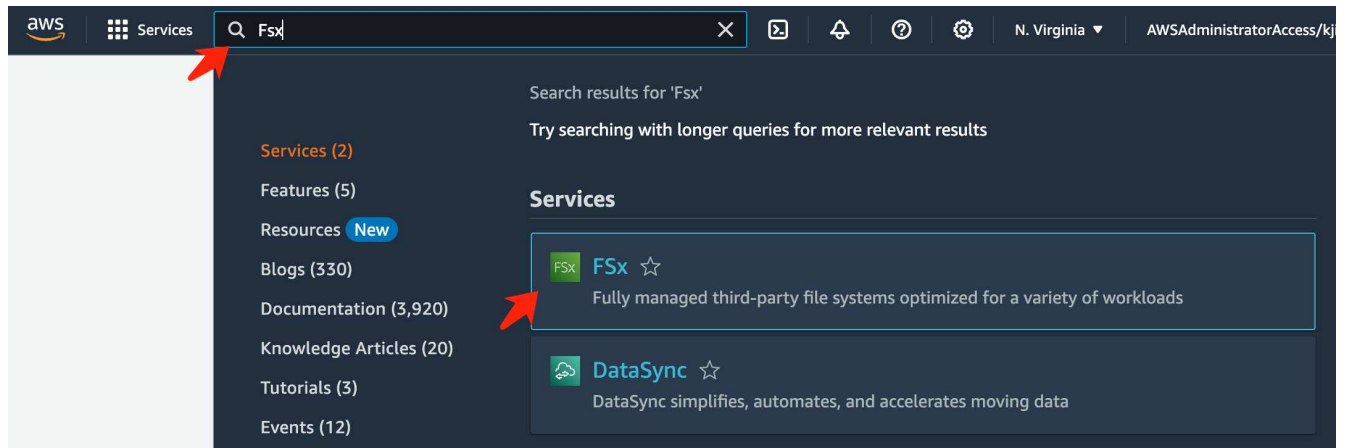 aws Services Fsx N. Virginia ▼ AWSAdministratorAccess/kji
Search results for 'Fsx'
Try searching with longer queries for more relevant results
Services (2)
Features (5)
Resources New
Blogs (330)
Documentation (3,920)
Knowledge Articles (20)
Tutorials (3)
Events (12)
Services
FSx FSx
Fully managed third-party file systems optimized for a variety of workloads
DataSync
DataSync simplifies, automates, and accelerates moving data